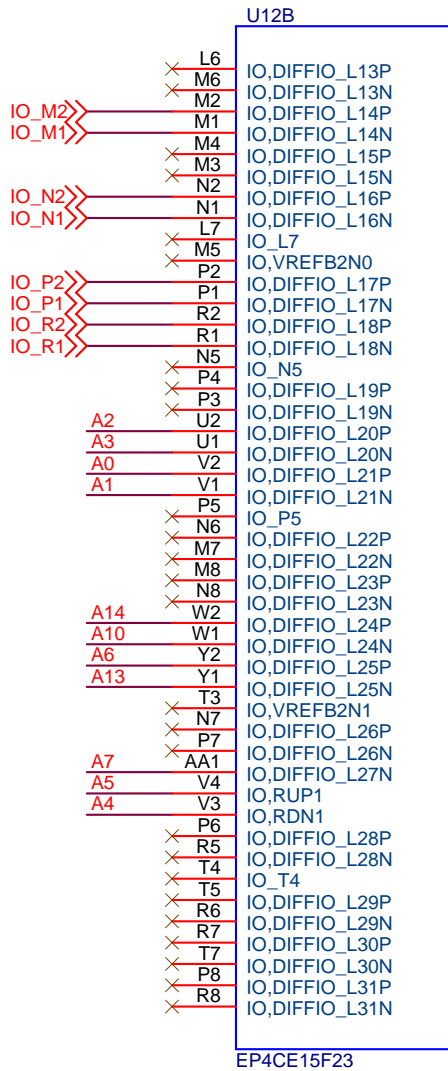 U12B
L6 IO,DIFFIO_L13P
M6 IO,DIFFIO_L13N
IO_M2 M2 IO,DIFFIO_L14P
IO_M1 M1 IO,DIFFIO_L14N
M4 IO,DIFFIO_L15P
M3 IO,DIFFIO_L15N
IO_N2 N2 IO,DIFFIO_L16P
IO_N1 N1 IO,DIFFIO_L16N
L7 IO_L7
M5 IO,VREFB2N0
IO_P2 P2 IO,DIFFIO_L17P
IO_P1 P1 IO,DIFFIO_L17N
IO_R2 R2 IO,DIFFIO_L18P
IO_R1 R1 IO,DIFFIO_L18N
N5 IO_N5
P4 IO,DIFFIO_L19P
P3 IO,DIFFIO_L19N
A2 U2 IO,DIFFIO_L20P
A3 U1 IO,DIFFIO_L20N
A0 V2 IO,DIFFIO_L21P
A1 V1 IO,DIFFIO_L21N
P5 IO_P5
N6 IO,DIFFIO_L22P
M7 IO,DIFFIO_L22N
M8 IO,DIFFIO_L23P
N8 IO,DIFFIO_L23N
A14 W2 IO,DIFFIO_L24P
A10 W1 IO,DIFFIO_L24N
A6 Y2 IO,DIFFIO_L25P
A13 Y1 IO,DIFFIO_L25N
T3 IO,VREFB2N1
N7 IO,DIFFIO_L26P
P7 IO,DIFFIO_L26N
A7 AA1 IO,DIFFIO_L27N
A5 V4 IO,RUP1
A4 V3 IO,RDN1
P6 IO,DIFFIO_L28P
R5 IO,DIFFIO_L28N
T4 IO_T4
T5 IO,DIFFIO_L29P
R6 IO,DIFFIO_L29N
R7 IO,DIFFIO_L30P
T7 IO,DIFFIO_L30N
P8 IO,DIFFIO_L31P
R8 IO,DIFFIO_L31N
EP4CE15F23